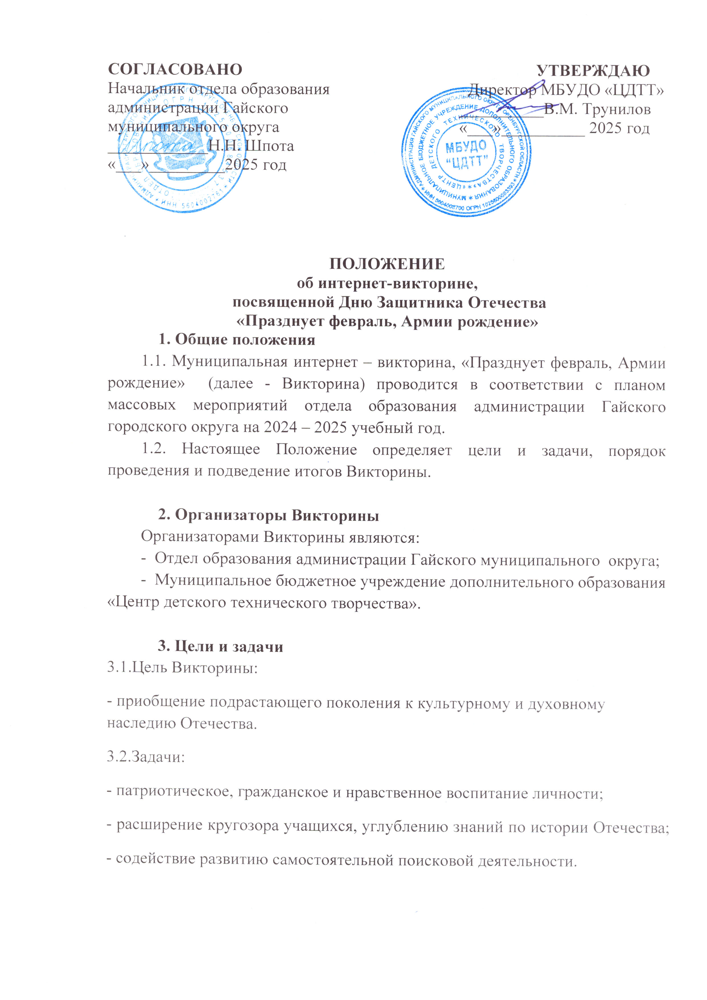 СОГЛАСОВАНО
Начальник отдела образования
администрации Гайского
муниципального округа
____________Н.Н. Шпота
«___» _________2025 год
УТВЕРЖДАЮ
Директор МБУДО «ЦДТТ»
__________В.М. Трунилов
«___»__________ 2025 год
МБУДО
“ЦДТТ”
ПОЛОЖЕНИЕ
об интернет-викторине,
посвященной Дню Защитника Отечества
«Празднует февраль, Армии рождение»
1. Общие положения
1.1. Муниципальная интернет – викторина, «Празднует февраль, Армии
рождение» (далее - Викторина) проводится в соответствии с планом
массовых мероприятий отдела образования администрации Гайского
городского округа на 2024 – 2025 учебный год.
1.2. Настоящее Положение определяет цели и задачи, порядок
проведения и подведение итогов Викторины.
2. Организаторы Викторины
Организаторами Викторины являются:
- Отдел образования администрации Гайского муниципального округа;
- Муниципальное бюджетное учреждение дополнительного образования
«Центр детского технического творчества».
3. Цели и задачи
3.1.Цель Викторины:
- приобщение подрастающего поколения к культурному и духовному
наследию Отечества.
3.2.Задачи:
- патриотическое, гражданское и нравственное воспитание личности;
- расширение кругозора учащихся, углублению знаний по истории Отечества;
- содействие развитию самостоятельной поисковой деятельности.